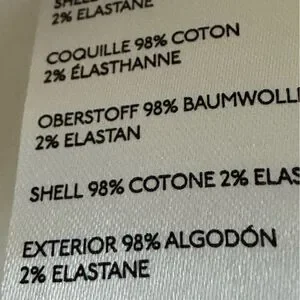 2% ELASTANE
COQUILLE 98% COTON
2% ÉLASTHANNE
OBERSTOFF 98% BAUMWOLL
2% ELASTAN
SHELL 98% COTONE 2% ELAS
EXTERIOR 98% ALGODÓN
2% ELASTANE